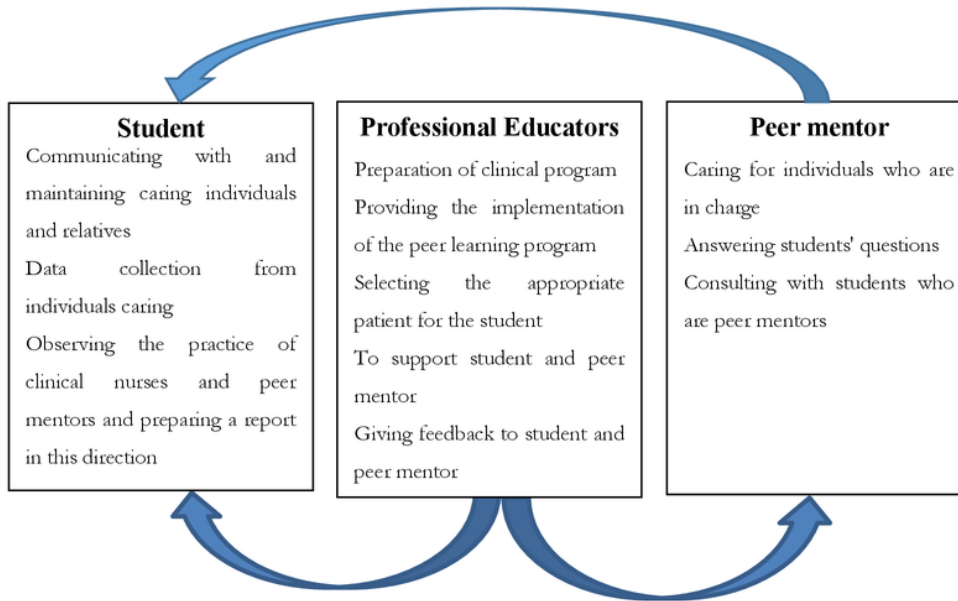 Student
Communicating with and
maintaining caring individuals
and relatives
Data collection from
individuals caring
Observing the practice of
clinical nurses and peer
mentors and preparing a report
in this direction
Professional Educators
Preparation of clinical program
Providing the implementation
of the peer learning program
Selecting the appropriate
patient for the student
To support student and peer
mentor
Giving feedback to student and
peer mentor
Peer mentor
Caring for individuals who are
in charge
Answering students' questions
Consulting with students who
are peer mentors